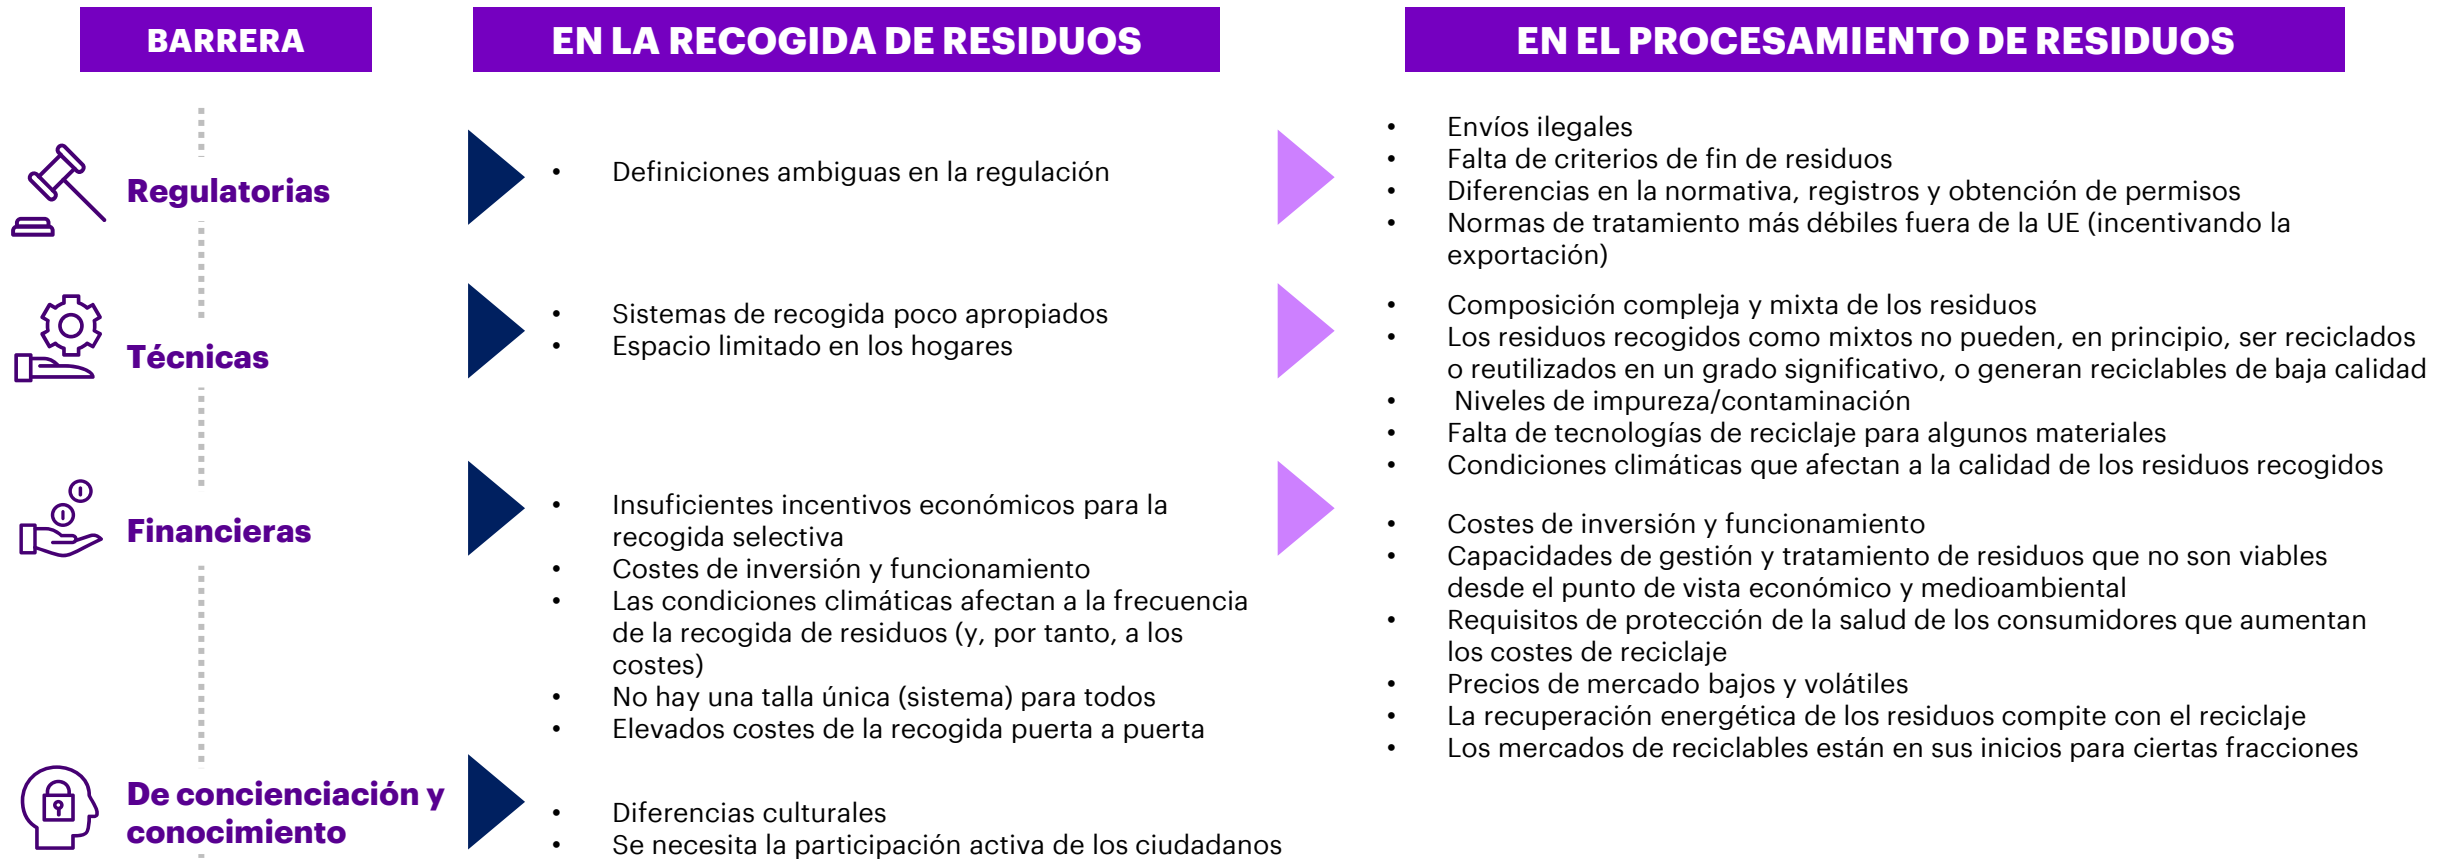 BARRERA
EN LA RECOGIDA DE RESIDUOS
EN EL PROCESAMIENTO DE RESIDUOS
Regulatorias
• Definiciones ambiguas en la regulación
• Envíos ilegales
• Falta de criterios de fin de residuos
• Diferencias en la normativa, registros y obtención de permisos
• Normas de tratamiento más débiles fuera de la UE (incentivando la
exportación)
Técnicas
• Sistemas de recogida poco apropiados
• Espacio limitado en los hogares
• Composición compleja y mixta de los residuos
• Los residuos recogidos como mixtos no pueden, en principio, ser reciclados
o reutilizados en un grado significativo, o generan reciclables de baja calidad
• Niveles de impureza/contaminación
• Falta de tecnologías de reciclaje para algunos materiales
• Condiciones climáticas que afectan a la calidad de los residuos recogidos
Financieras
• Insuficientes incentivos económicos para la
recogida selectiva
• Costes de inversión y funcionamiento
• Las condiciones climáticas afectan a la frecuencia
de la recogida de residuos (y, por tanto, a los
costes)
• No hay una talla única (sistema) para todos
• Elevados costes de la recogida puerta a puerta
• Costes de inversión y funcionamiento
• Capacidades de gestión y tratamiento de residuos que no son viables
desde el punto de vista económico y medioambiental
• Requisitos de protección de la salud de los consumidores que aumentan
los costes de reciclaje
• Precios de mercado bajos y volátiles
• La recuperación energética de los residuos compite con el reciclaje
• Los mercados de reciclables están en sus inicios para ciertas fracciones
De concienciación y
conocimiento
• Diferencias culturales
• Se necesita la participación activa de los ciudadanos